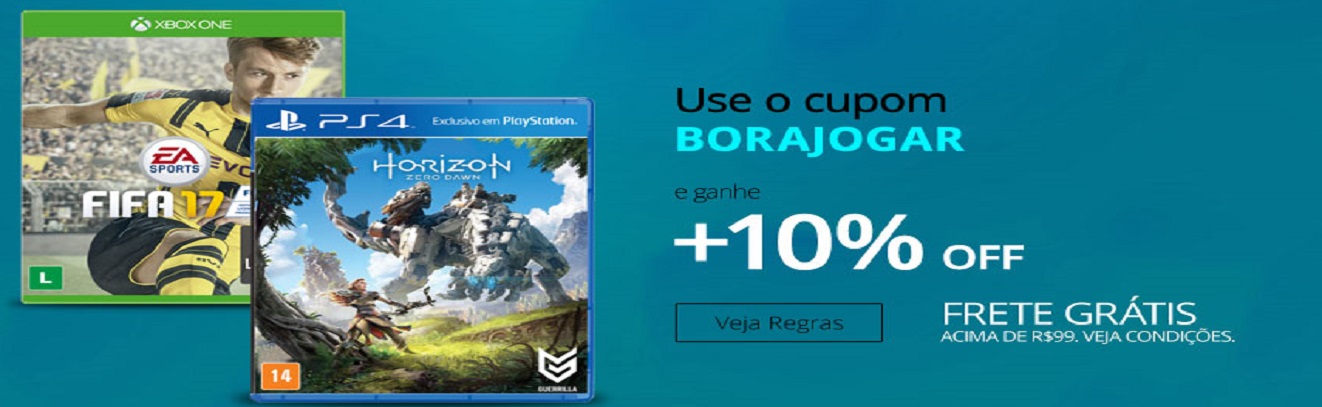 XBOX ONE
EA
SPORTS
FIFA 17
L
PS4
Exclusivo em PlayStation.
HORIZON
ZERO DAWN
14
GUERRILLA
Use o cupom
BORAJOGAR
e ganhe
+10% OFF
Veja Regras
FRETE GRÁTIS
ACIMA DE R$99. VEJA CONDIÇÕES.